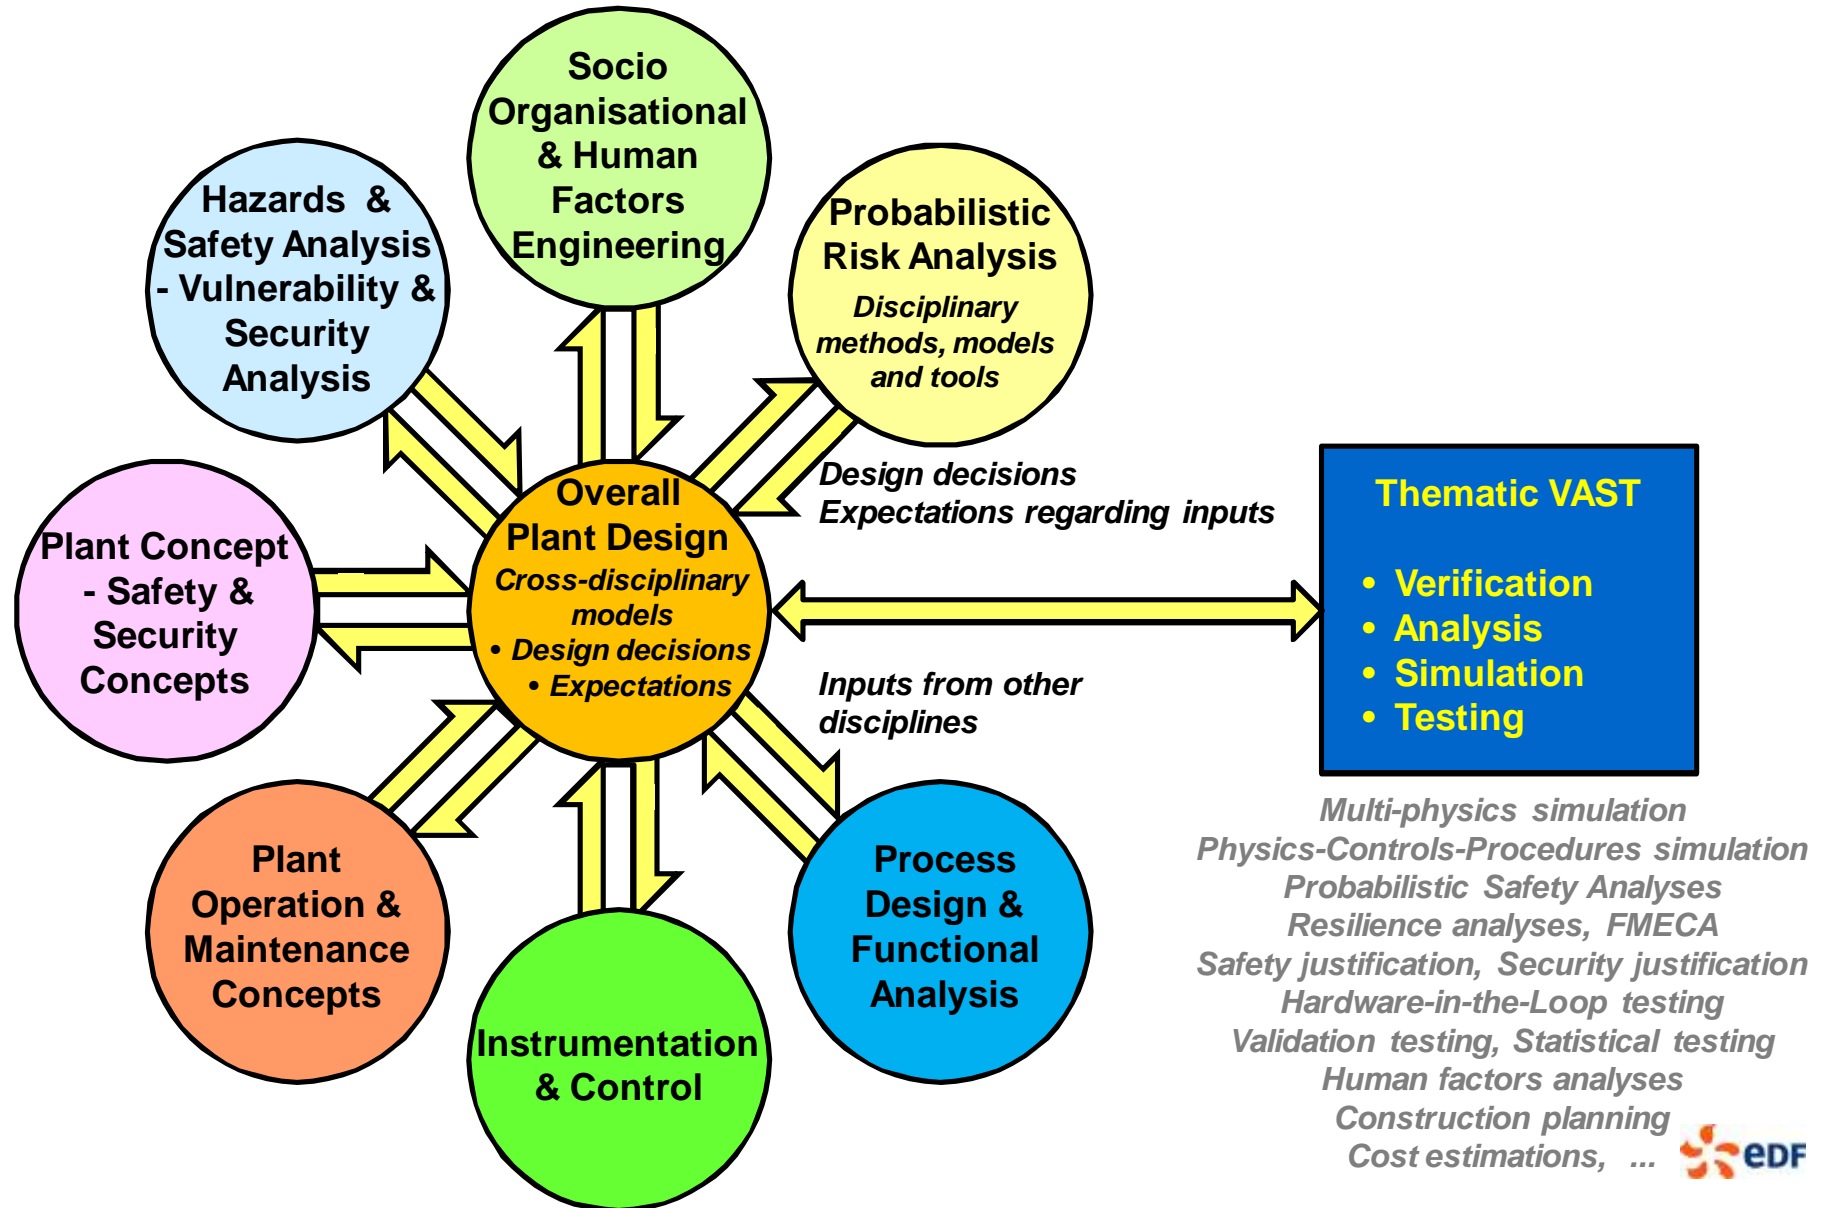 Socio
Organisational
& Human
Factors
Engineering
Hazards &
Safety Analysis
- Vulnerability &
Security
Analysis
Probabilistic
Risk Analysis
Disciplinary
methods, models
and tools
Plant Concept
- Safety &
Security
Concepts
Overall
Plant Design
Cross-disciplinary
models
• Design decisions
• Expectations
Design decisions
Expectations regarding inputs
Inputs from other
disciplines
Plant
Operation &
Maintenance
Concepts
Instrumentation
& Control
Process
Design &
Functional
Analysis
Thematic VAST
• Verification
• Analysis
• Simulation
• Testing
Multi-physics simulation
Physics-Controls-Procedures simulation
Probabilistic Safety Analyses
Resilience analyses, FMECA
Safety justification, Security justification
Hardware-in-the-Loop testing
Validation testing, Statistical testing
Human factors analyses
Construction planning
Cost estimations, ...
eDF